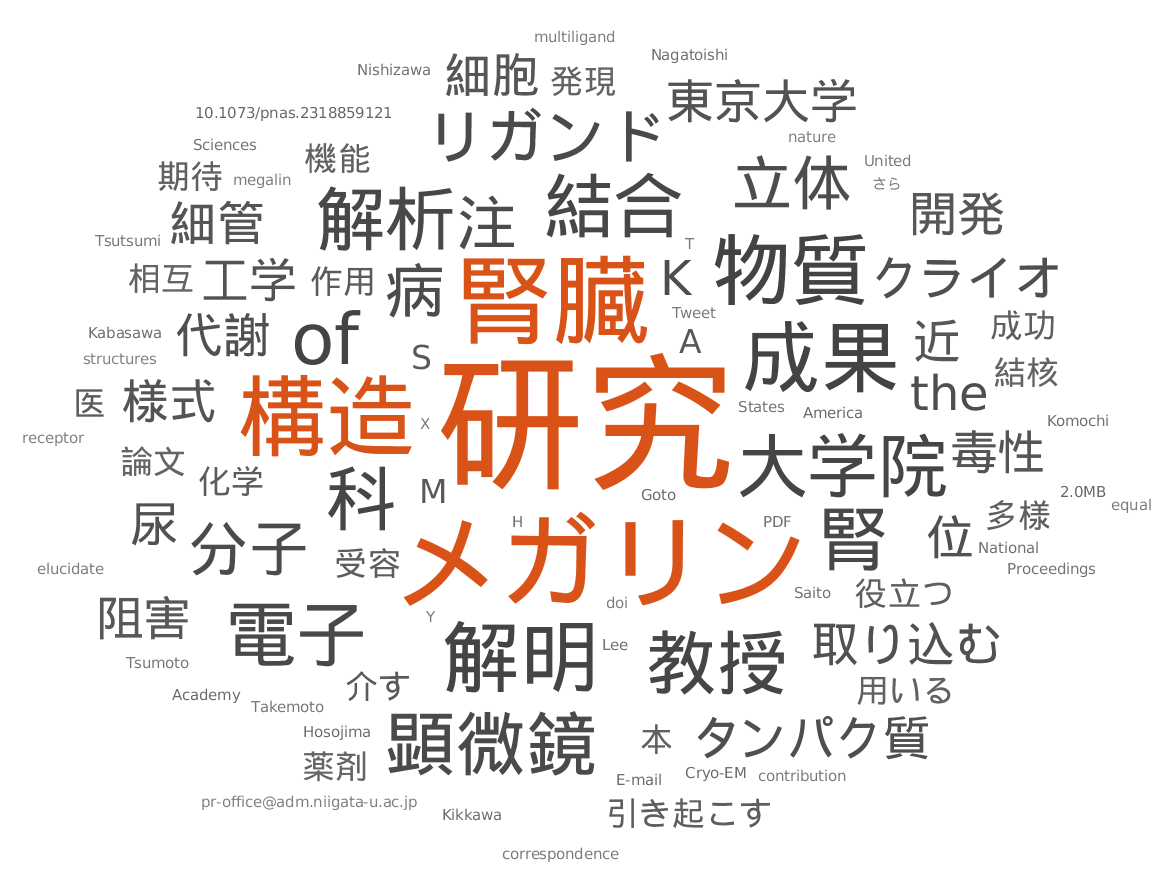 multiligand
Nishizawa 細胞 発現 Nagatoishi
10.1073/pnas.2318859121 リガンド 東京大学
Sciences 機能 nature
期待 megalin 結合 立体 United
細管 解析 注 さら 開発
Tsutsumi T
相互 工学 作用 病 腎臓 K 物質 クライオ
Kabasawa 代謝 of Tweet 成功
structures S A 成果 近 結核
医 様式 構造 研究 States the
receptor X America Komochi
論文 大学院 毒性
化学 科 M Goto 2.0MB
尿 分子 H PDF 腎 位 多様 equal
受容 メガリン National
elucidate Proceedings
阻害 電子 Y doi Saito 役立つ
Tsumoto 解明 Lee 教授 取り込む
Academy 介す 用いる
Takemoto
Hosojima 顕微鏡 本 タンパク質
薬剤 E-mail Cryo-EM contribution
pr-office@adm.niigata-u.ac.jp Kikkawa 引き起こす
correspondence